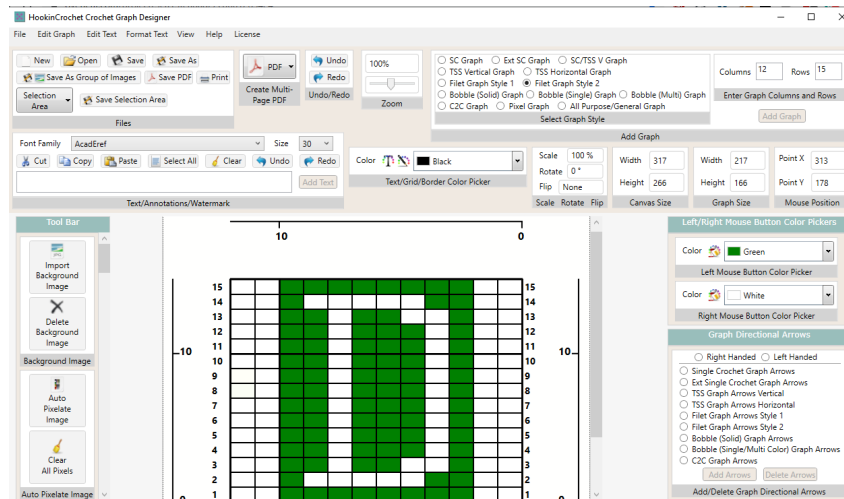 HookinCrochet Crochet Graph Designer
File Edit Graph Edit Text Format Text View Help License
New Open Save Save As
Save As Group of Images Save PDF Print
Selection Area Save Selection Area
Files
PDF
Create Multi-Page PDF
Undo
Redo
Undo/Redo
100%
Zoom
SC Graph Ext SC Graph SC/TSS V Graph
TSS Vertical Graph TSS Horizontal Graph
Filet Graph Style 1 Filet Graph Style 2
Bobble (Solid) Graph Bobble (Single) Graph Bobble (Multi) Graph
C2C Graph Pixel Graph All Purpose/General Graph
Select Graph Style
Columns 12 Rows 15
Enter Graph Columns and Rows
Add Graph
Add Graph
Font Family AcadEref Size 30
Cut Copy Paste Select All Clear Undo Redo
Add Text
Text/Annotations/Watermark
Color Black
Text/Grid/Border Color Picker
Scale 100 %
Rotate 0 °
Flip None
Scale Rotate Flip
Width 317
Height 266
Canvas Size
Width 217
Height 166
Graph Size
Point X 313
Point Y 178
Mouse Position
Tool Bar
JPG
Import
Background
Image
Delete
Background
Image
Background Image
Auto
Pixelate
Image
Clear
All Pixels
Auto Pixelate Image
10 0
15 15
14 14
13 13
12 12
11 11
10 10 10 10
9 9
8 8
7 7
6 6
5 5
4 4
3 3
2 2
0 1 1 0
Left/Right Mouse Button Color Pickers
Color Green
Left Mouse Button Color Picker
Color White
Right Mouse Button Color Picker
Graph Directional Arrows
Right Handed Left Handed
Single Crochet Graph Arrows
Ext Single Crochet Graph Arrows
TSS Graph Arrows Vertical
TSS Graph Arrows Horizontal
Filet Graph Arrows Style 1
Filet Graph Arrows Style 2
Bobble (Solid) Graph Arrows
Bobble (Single/Multi Color) Graph Arrows
C2C Graph Arrows
Add Arrows Delete Arrows
Add/Delete Graph Directional Arrows